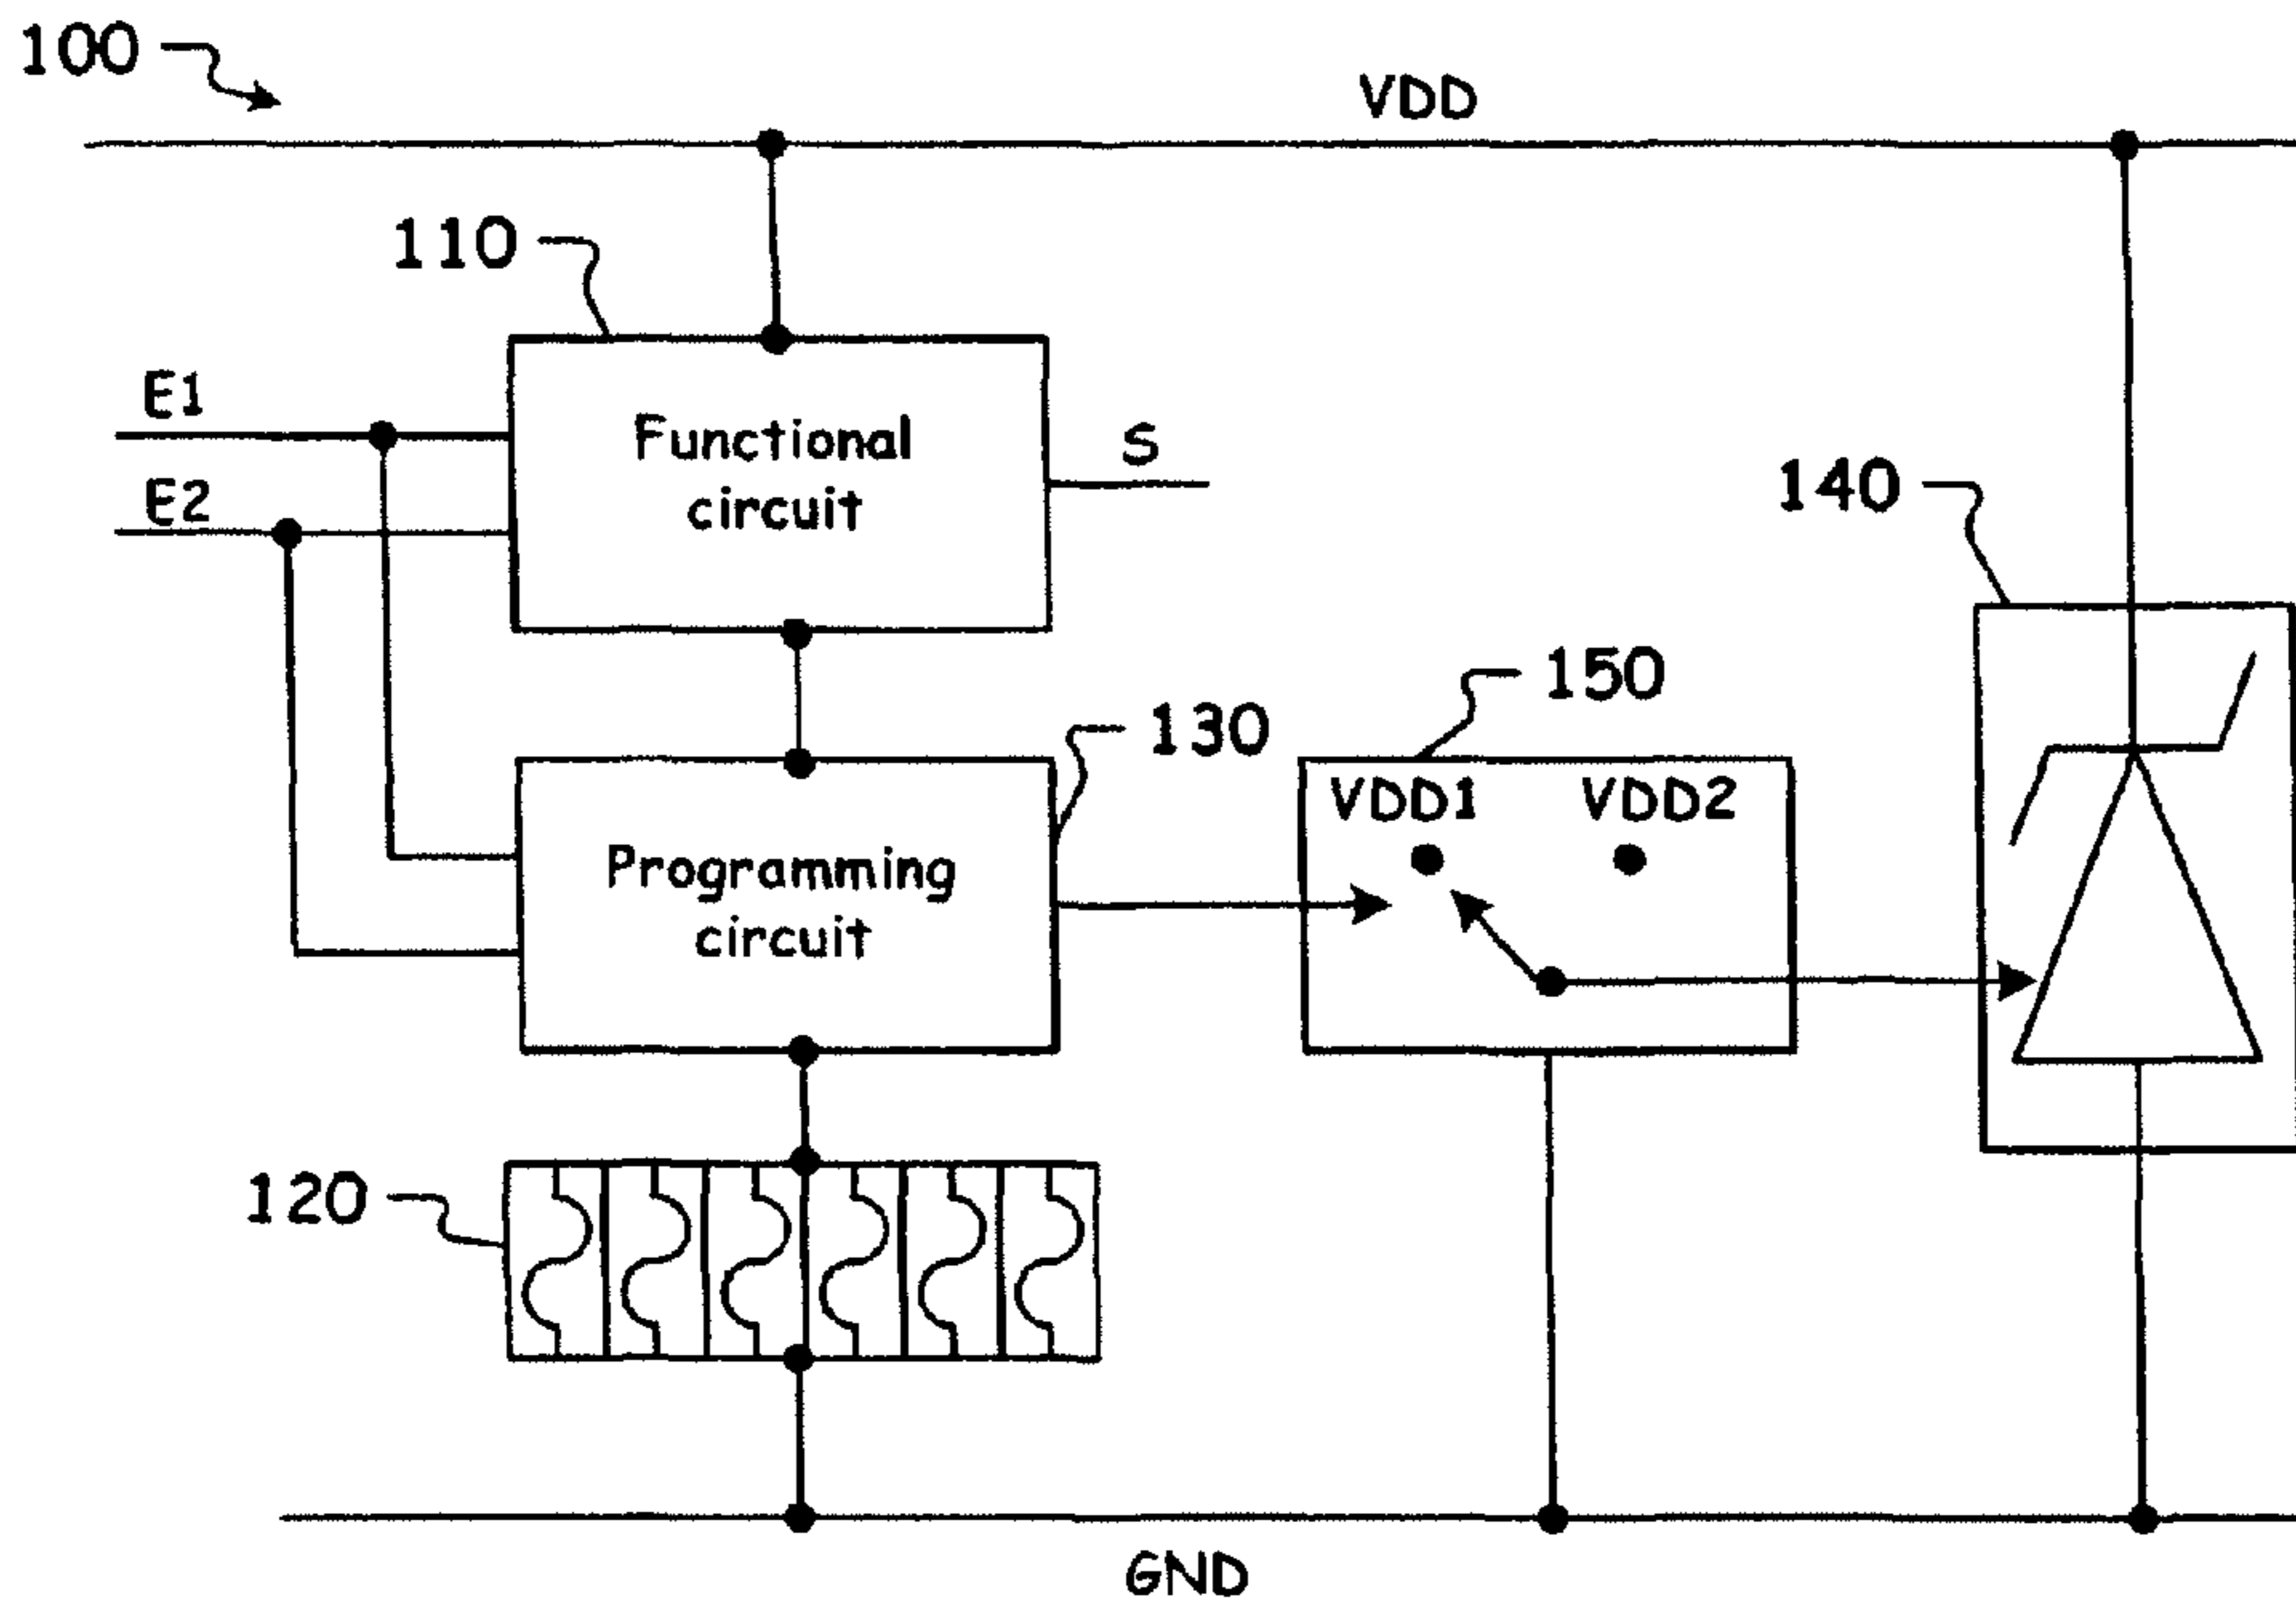 100
VDD
110
E1
Functional
circuit
S
E2
140
150
130
VDD1 VDD2
Programming
circuit
120
GND